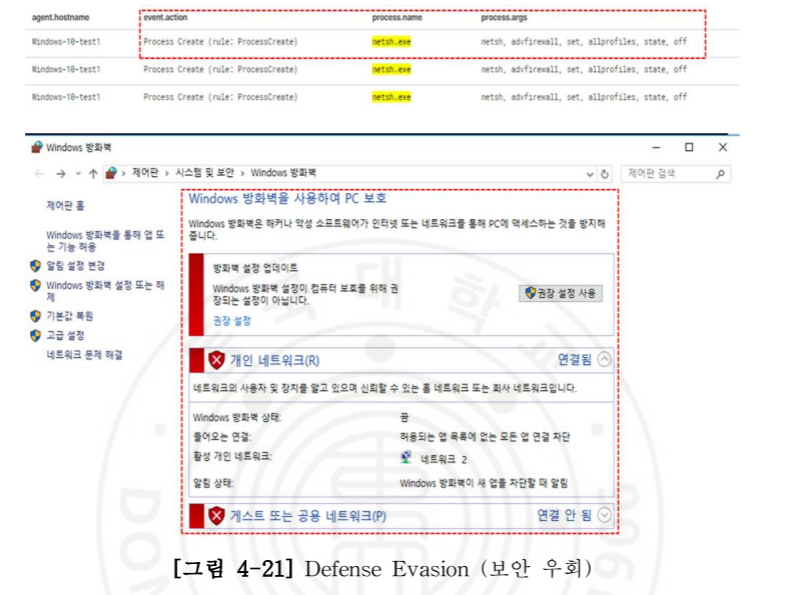 agent.hostname event.action process.name process.args
Windows-10-test1 Process Create (rule: ProcessCreate) netsh.exe netsh, advfirewall, set, allprofiles, state, off
Windows-10-test1 Process Create (rule: ProcessCreate) netsh.exe netsh, advfirewall, set, allprofiles, state, off
Windows-10-test1 Process Create (rule: ProcessCreate) netsh.exe netsh, advfirewall, set, allprofiles, state, off
Windows 방화벽
제어판 > 시스템 및 보안 > Windows 방화벽
제어판 검색
제어판 홈
Windows 방화벽을 통해 앱 또
는 기능 허용
알림 설정 변경
Windows 방화벽 설정 또는 해
제
기본값 복원
고급 설정
네트워크 문제 해결
Windows 방화벽을 사용하여 PC 보호
Windows 방화벽은 해커나 악성 소프트웨어가 인터넷 또는 네트워크를 통해 PC에 액세스하는 것을 방지해
줍니다.
방화벽 설정 업데이트
Windows 방화벽 설정이 컴퓨터 보호를 위해 권
장되는 설정이 아닙니다.
권장 설정 사용
권장 설정
개인 네트워크(R) 연결됨
네트워크의 사용자 및 장치를 알고 있으며 신뢰할 수 있는 홈 네트워크 또는 회사 네트워크입니다.
Windows 방화벽 상태: 끔
들어오는 연결: 허용되는 앱 목록에 없는 모든 앱 연결 차단
활성 개인 네트워크: 네트워크 2
알림 상태: Windows 방화벽이 새 앱을 차단할 때 알림
게스트 또는 공용 네트워크(P) 연결 안 됨
[그림 4-21] Defense Evasion (보안 우회)